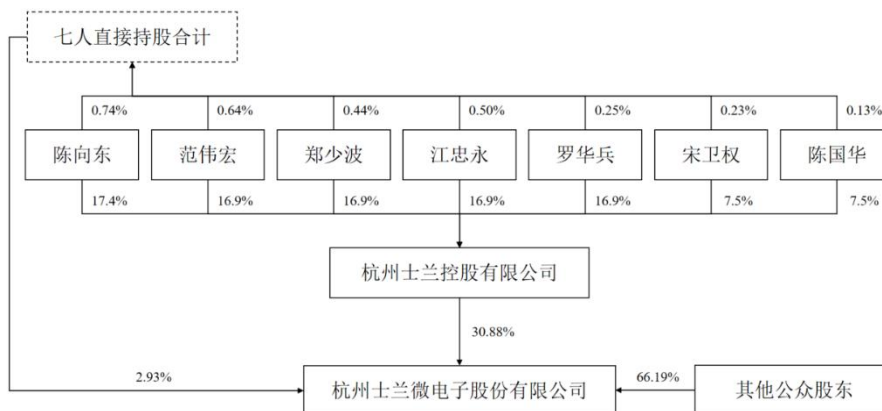 七人直接持股合计
0.74%
0.64%
0.44%
0.50%
0.25%
0.23%
0.13%
陈向东
范伟宏
郑少波
江忠永
罗华兵
宋卫权
陈国华
17.4%
16.9%
16.9%
16.9%
16.9%
7.5%
7.5%
杭州士兰控股有限公司
30.88%
2.93%
杭州士兰微电子股份有限公司
66.19%
其他公众股东